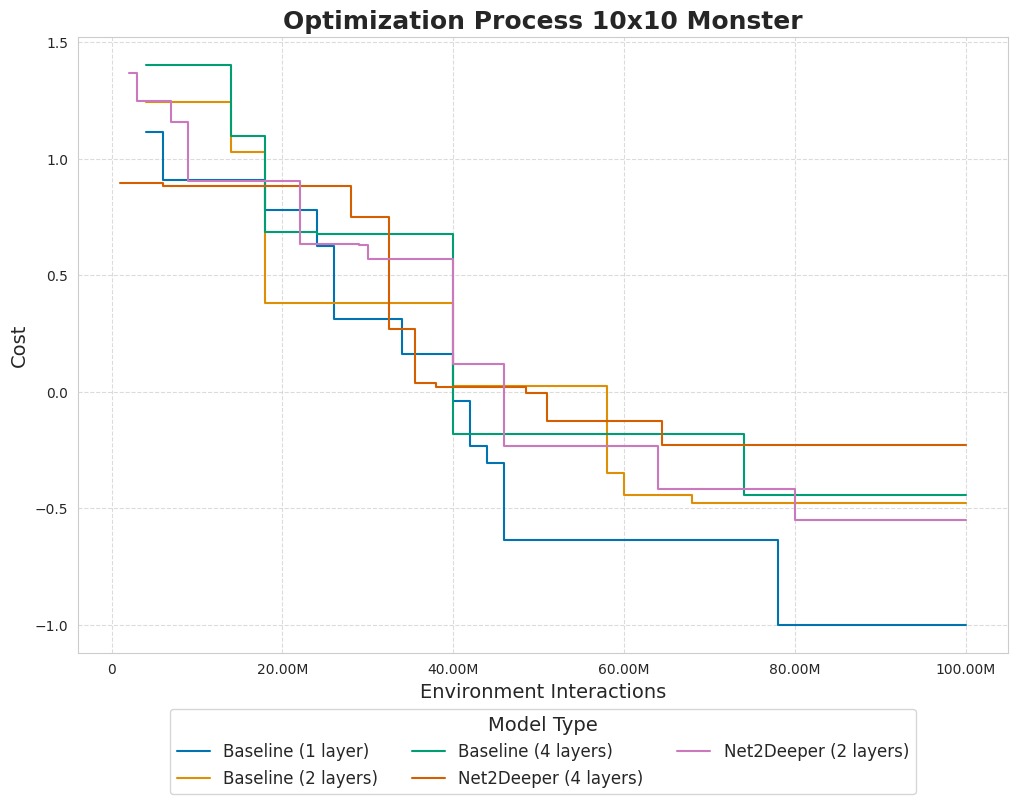 Optimization Process 10x10 Monster
1.5
1.0
0.5
0.0
−0.5
−1.0
Cost
0 20.00M 40.00M 60.00M 80.00M 100.00M
Environment Interactions
Model Type
Baseline (1 layer) Baseline (4 layers) Net2Deeper (2 layers)
Baseline (2 layers) Net2Deeper (4 layers)